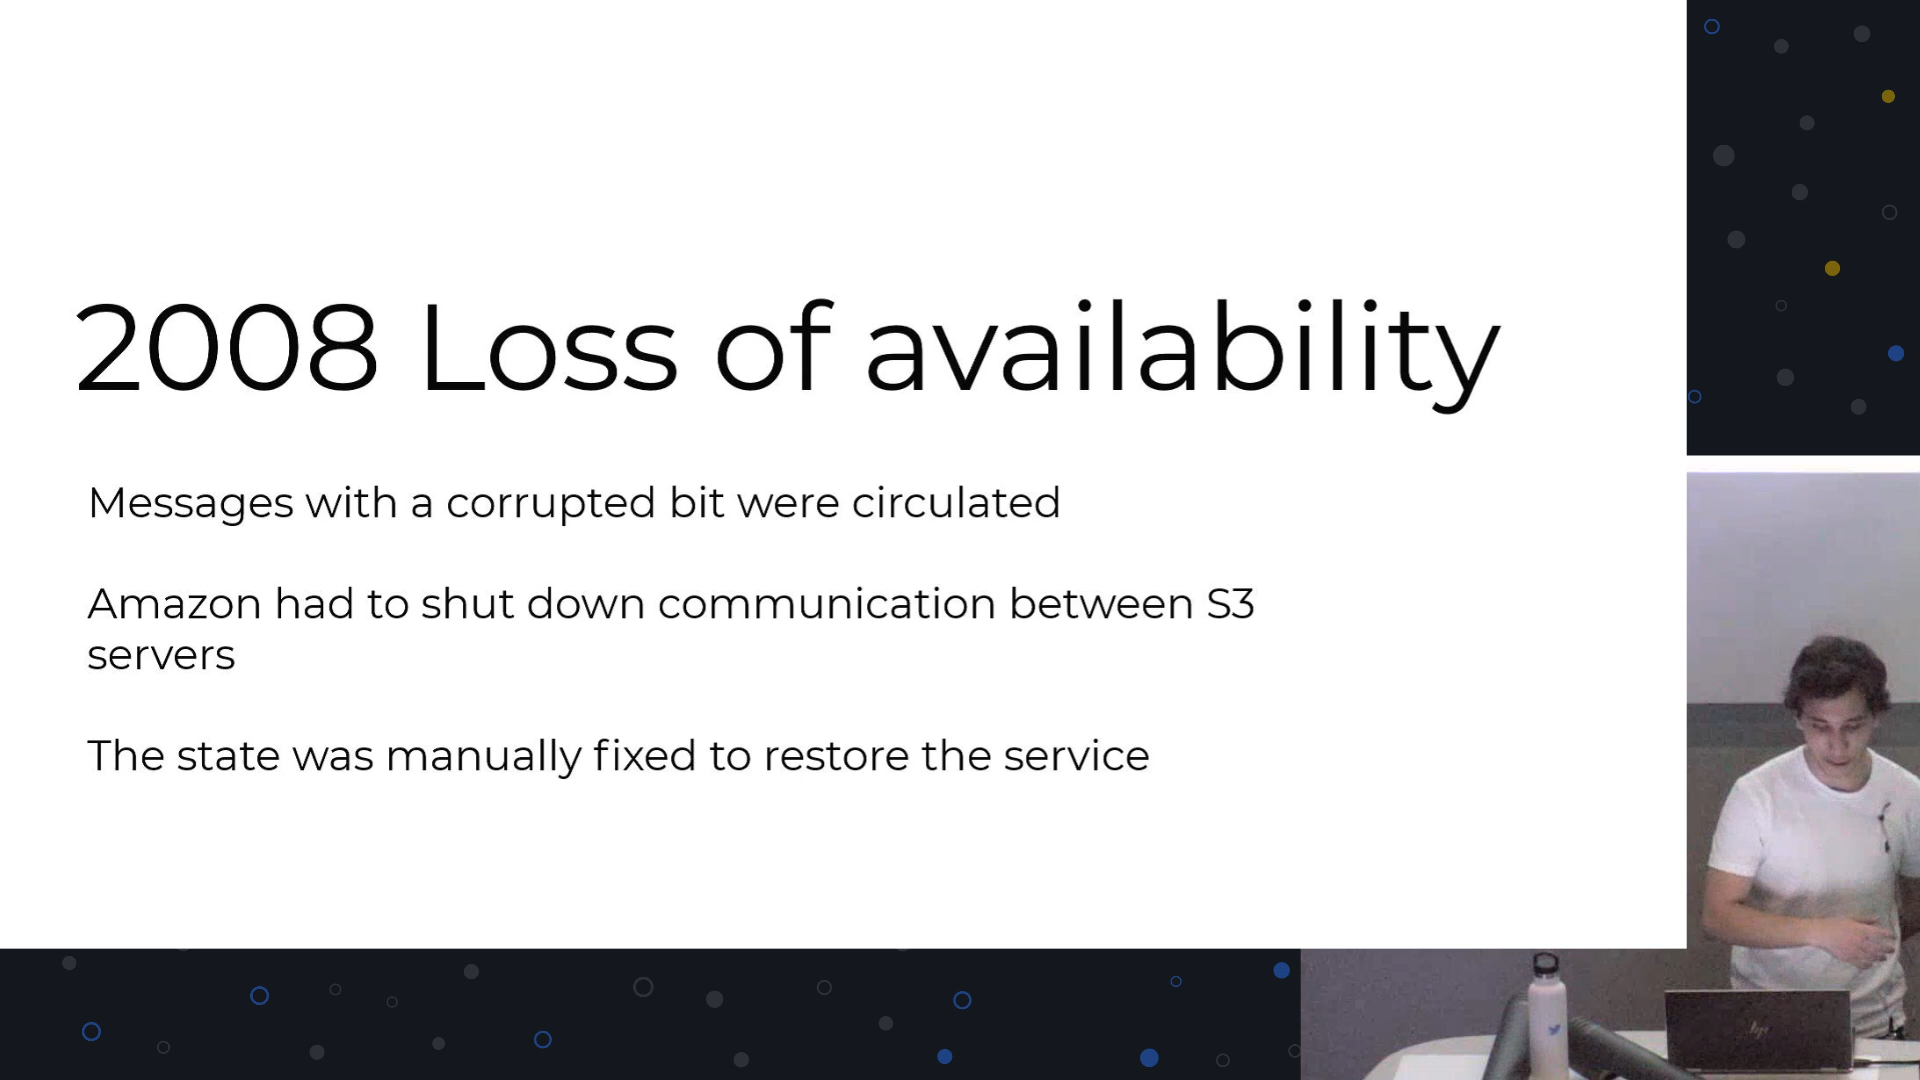 2008 Loss of availability
Messages with a corrupted bit were circulated
Amazon had to shut down communication between S3
servers
The state was manually fixed to restore the service
hp